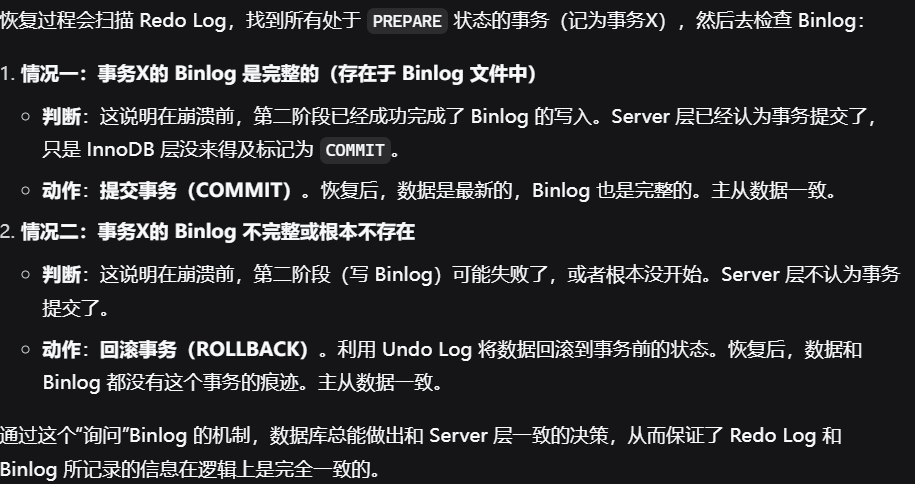 恢复过程会扫描 Redo Log，找到所有处于 PREPARE 状态的事务（记为事务X），然后去检查 Binlog：
1. 情况一：事务X的 Binlog 是完整的（存在于 Binlog 文件中）
○ 判断：这说明在崩溃前，第二阶段已经成功完成了 Binlog 的写入。Server 层已经认为事务提交了，
只是 InnoDB 层没来得及标记为 COMMIT。
○ 动作：提交事务（COMMIT）。恢复后，数据是最新的，Binlog 也是完整的。主从数据一致。
2. 情况二：事务X的 Binlog 不完整或根本不存在
○ 判断：这说明在崩溃前，第二阶段（写 Binlog）可能失败了，或者根本没开始。Server 层不认为事务
提交了。
○ 动作：回滚事务（ROLLBACK）。利用 Undo Log 将数据回滚到事务前的状态。恢复后，数据和
Binlog 都没有这个事务的痕迹。主从数据一致。
通过这个“询问”Binlog 的机制，数据库总能做出和 Server 层一致的决策，从而保证了 Redo Log 和
Binlog 所记录的信息在逻辑上是完全一致的。